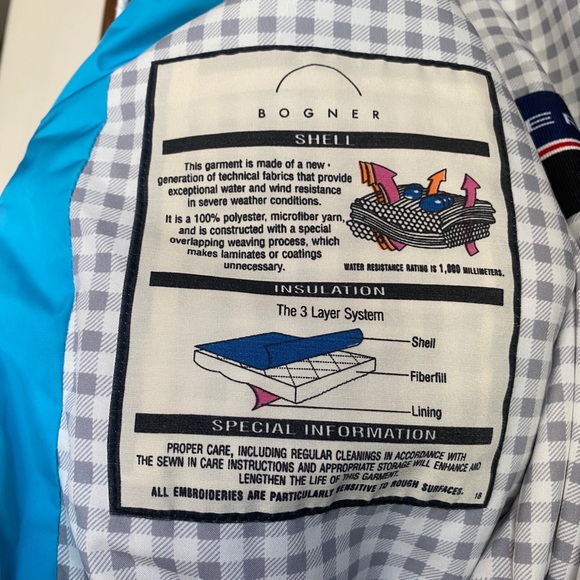 BOGNER
SHELL
This garment is made of a new
generation of technical fabrics that provide
exceptional water and wind resistance
in severe weather conditions.
It is a 100% polyester, microfiber yarn,
and is constructed with a special
overlapping weaving process, which
makes laminates or coatings
unnecessary.
WATER RESISTANCE RATING IS 1,000 MILLIMETERS.
INSULATION
The 3 Layer System
Shell
Fiberfill
Lining
SPECIAL INFORMATION
PROPER CARE, INCLUDING REGULAR CLEANINGS IN ACCORDANCE WITH
THE SEWN IN CARE INSTRUCTIONS AND APPROPRIATE STORAGE WILL ENHANCE AND
LENGTHEN THE LIFE OF THIS GARMENT.
ALL EMBROIDERIES ARE PARTICULARLY SENSITIVE TO ROUGH SURFACES.
18